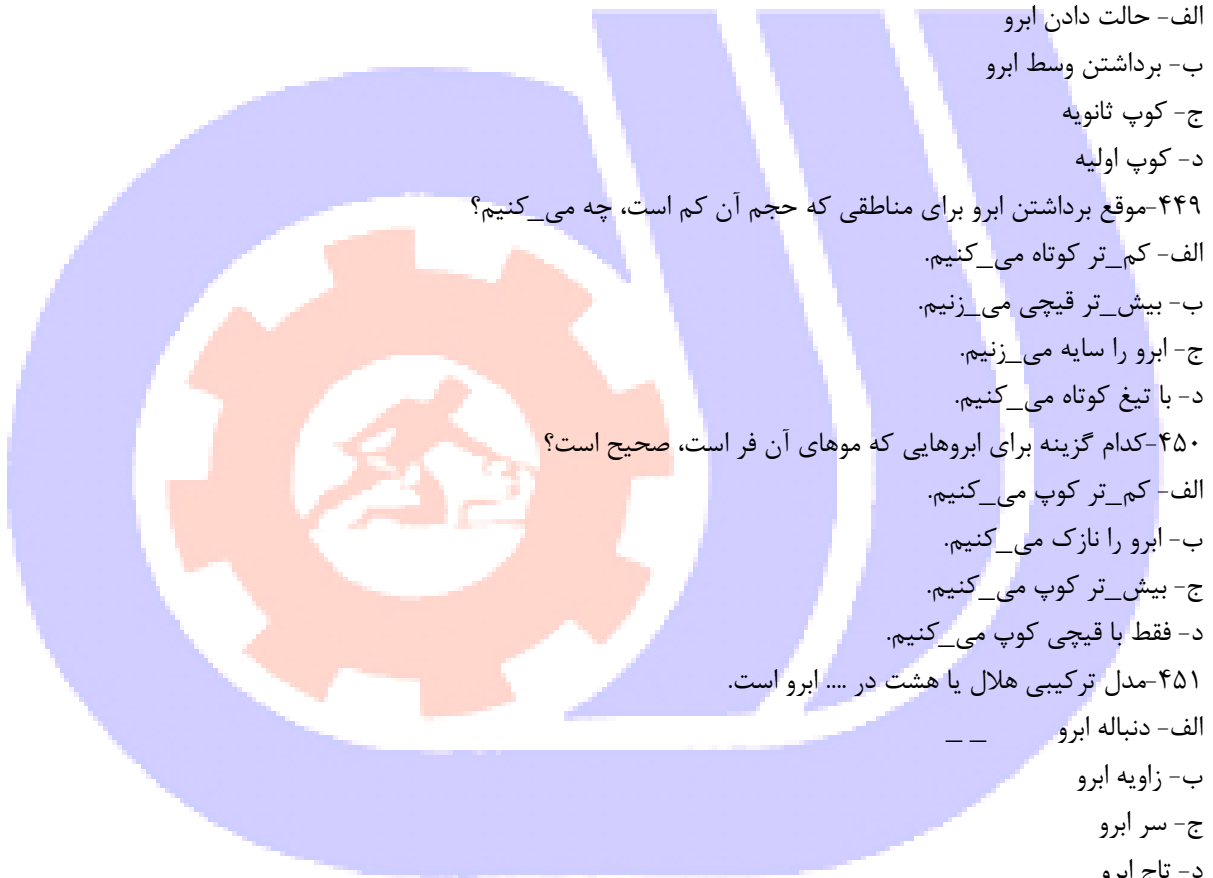 الف- حالت دادن ابرو
ب- برداشتن وسط ابرو
ج- کوپ ثانویه
د- کوپ اولیه
۴۴۹-موقع برداشتن ابرو برای مناطقی که حجم آن کم است، چه می_کنیم؟
الف- کم_تر کوتاه می_کنیم.
ب- بیش_تر قیچی می_زنیم.
ج- ابرو را سایه می_زنیم.
د- با تیغ کوتاه می_کنیم.
۴۵۰-کدام گزینه برای ابروهایی که موهای آن فر است، صحیح است؟
الف- کم_تر کوپ می_کنیم.
ب- ابرو را نازک می_کنیم.
ج- بیش_تر کوپ می_کنیم.
د- فقط با قیچی کوپ می_کنیم.
۴۵۱-مدل ترکیبی هلال یا هشت در .... ابرو است.
الف- دنباله ابرو _ _
ب- زاویه ابرو
ج- سر ابرو
د- تاج ابرو